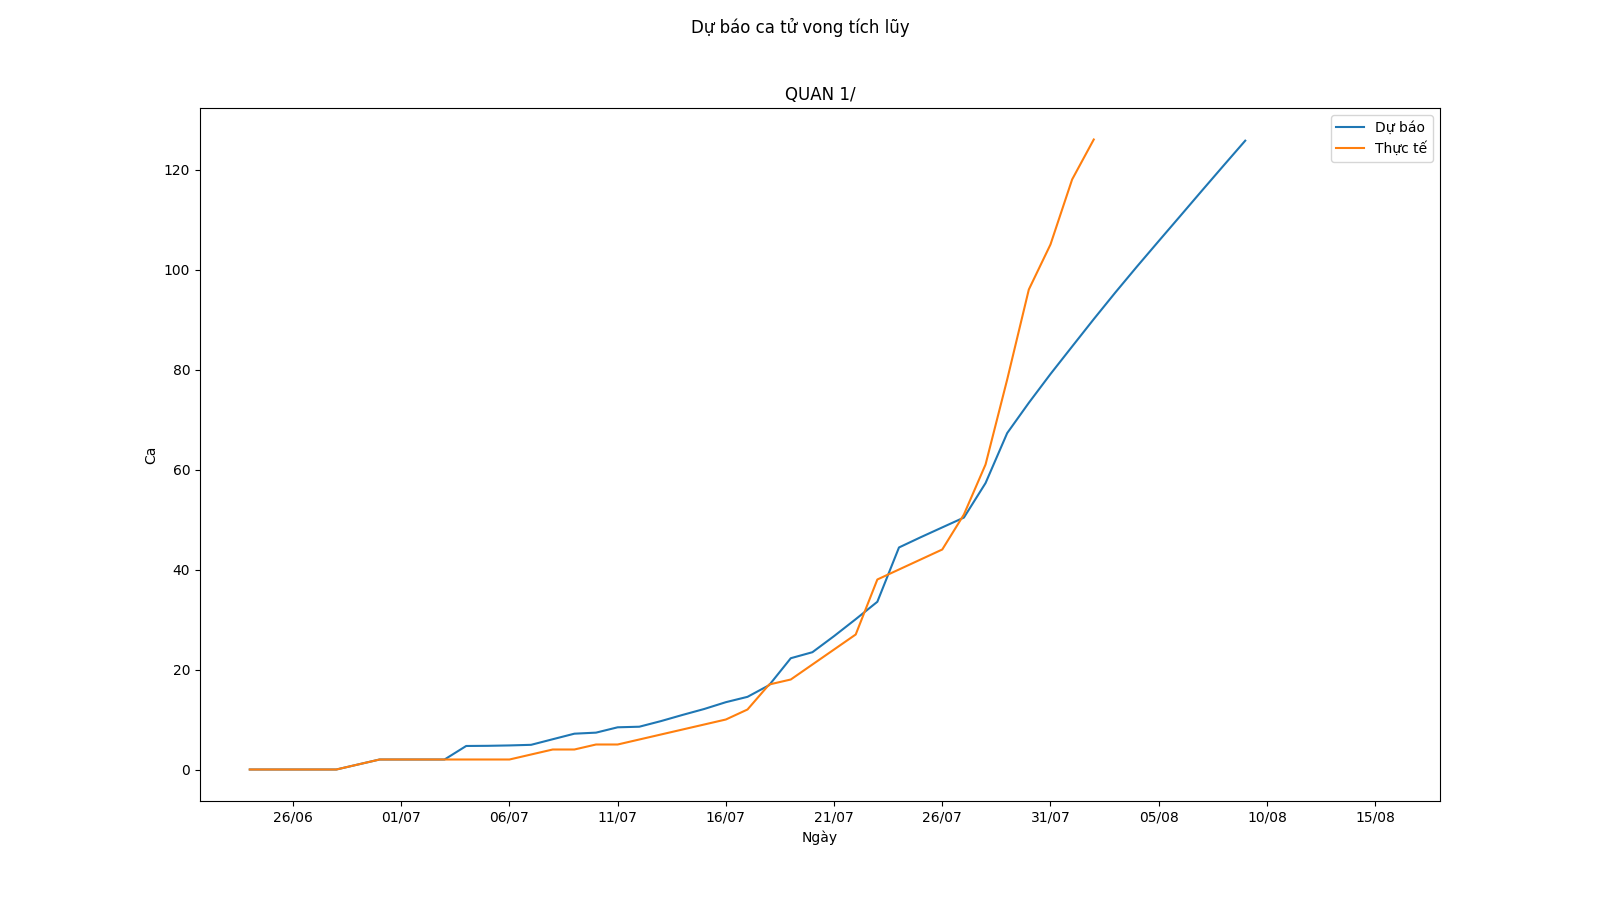 Dự báo ca tử vong tích lũy
QUAN 1/
Dự báo
Thực tế
120
100
80
60
40
20
0
Ca
26/06 01/07 06/07 11/07 16/07 21/07 26/07 31/07 05/08 10/08 15/08
Ngày